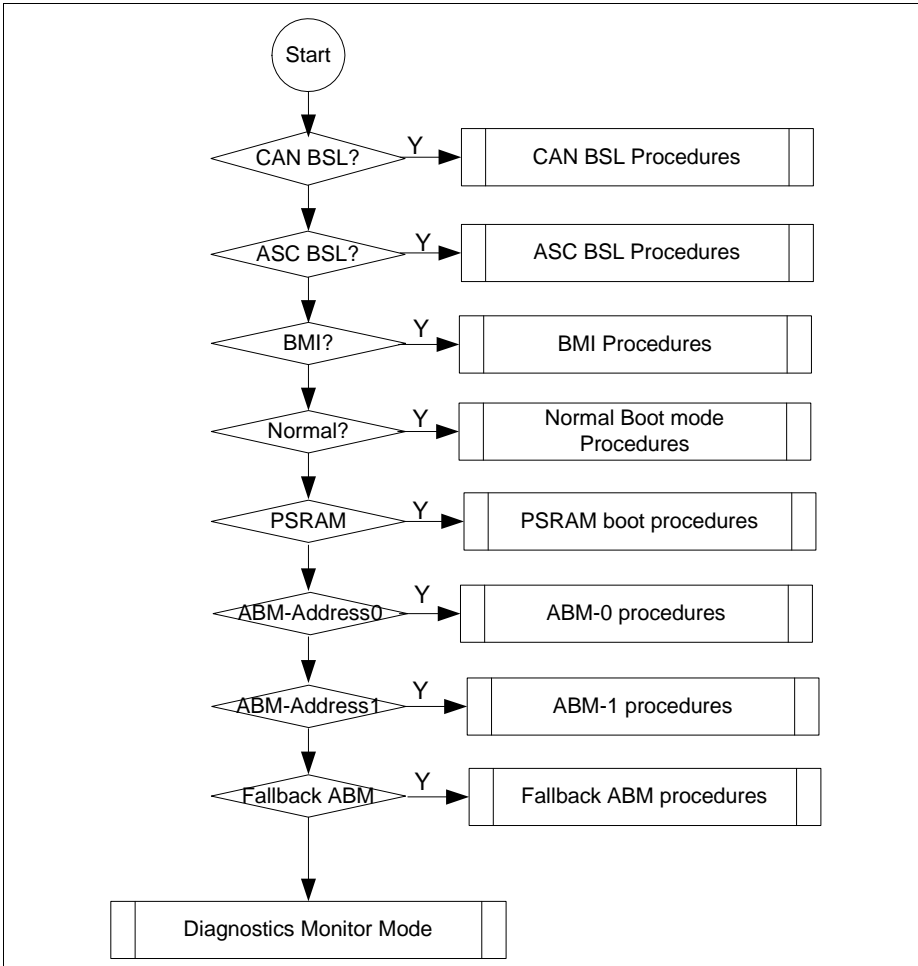 Start
CAN BSL?
Y
CAN BSL Procedures
ASC BSL?
Y
ASC BSL Procedures
BMI?
Y
BMI Procedures
Normal?
Y
Normal Boot mode
Procedures
PSRAM
Y
PSRAM boot procedures
ABM-Address0
Y
ABM-0 procedures
ABM-Address1
Y
ABM-1 procedures
Fallback ABM
Y
Fallback ABM procedures
Diagnostics Monitor Mode